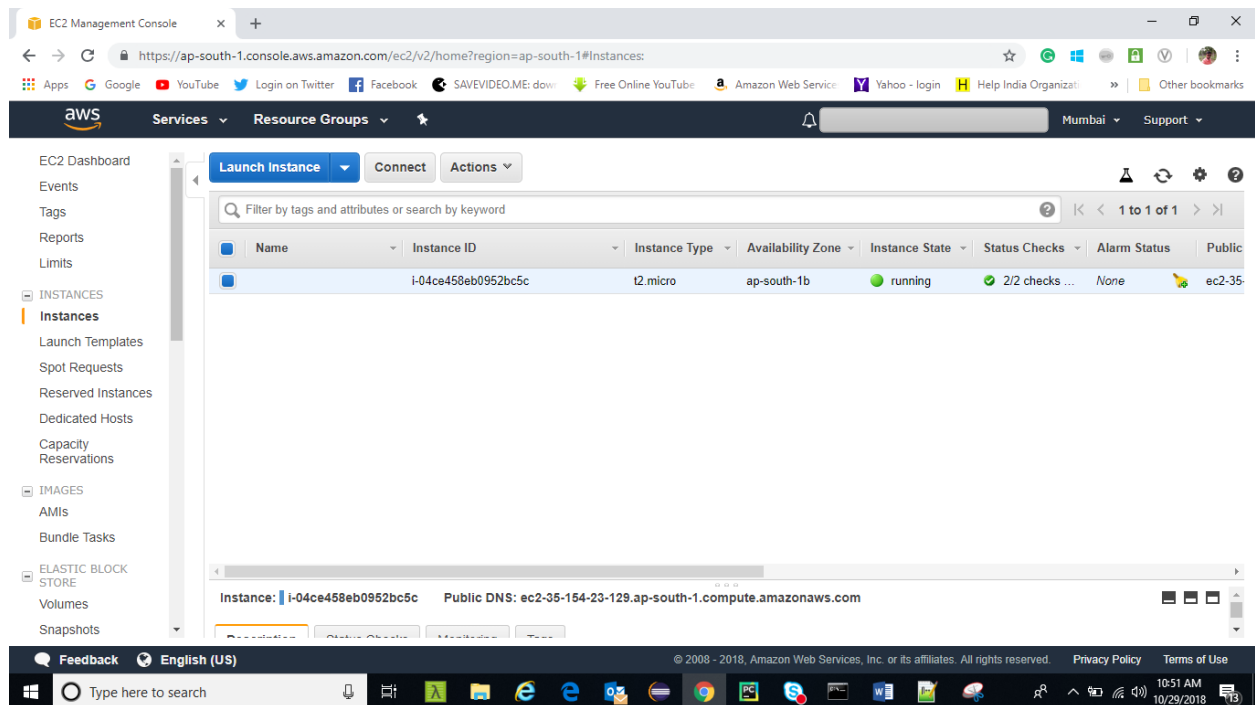 EC2 Management Console
https://ap-south-1.console.aws.amazon.com/ec2/v2/home?region=ap-south-1#Instances:
Apps Google YouTube Login on Twitter Facebook SAVEVIDEO.ME: dow Free Online YouTube Amazon Web Service Yahoo - login Help India Organizati » Other bookmarks
aws Services Resource Groups Mumbai Support
EC2 Dashboard
Events
Tags
Reports
Limits
INSTANCES
Instances
Launch Templates
Spot Requests
Reserved Instances
Dedicated Hosts
Capacity
Reservations
IMAGES
AMIs
Bundle Tasks
ELASTIC BLOCK
STORE
Volumes
Snapshots
Launch Instance Connect Actions
Filter by tags and attributes or search by keyword 1 to 1 of 1
Name Instance ID Instance Type Availability Zone Instance State Status Checks Alarm Status Public
i-04ce458eb0952bc5c t2.micro ap-south-1b running 2/2 checks ... None ec2-35-
Instance: i-04ce458eb0952bc5c Public DNS: ec2-35-154-23-129.ap-south-1.compute.amazonaws.com
Description Status Checks Monitoring Tags
Feedback English (US) © 2008 - 2018, Amazon Web Services, Inc. or its affiliates. All rights reserved. Privacy Policy Terms of Use
Type here to search
10:51 AM
10/29/2018
13